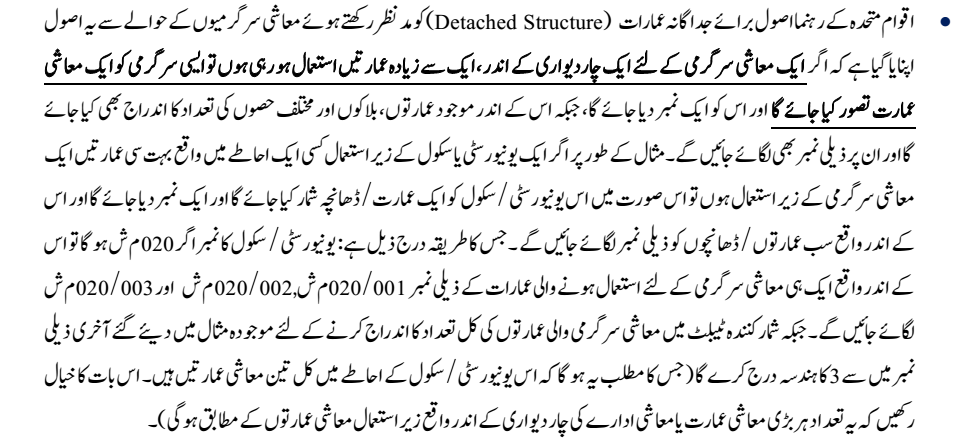 • اقوام متحدہ کے رہنما اصول برائے جداگانہ عمارات (Detached Structure) کو مد نظر رکھتے ہوئے معاشی سرگرمیوں کے حوالے سے یہ اصول
اپنایا گیا ہے کہ اگر ایک معاشی سرگرمی کے لئے ایک چاردیواری کے اندر، ایک سے زیادہ عمارتیں استعمال ہو رہی ہوں تو ایسی سرگرمی کو ایک معاشی
عمارت تصور کیا جائے گا اور اس کو ایک نمبر دیا جائے گا، جبکہ اس کے اندر موجود عمارتوں، بلاکوں اور مختلف حصوں کی تعداد کا اندراج بھی کیا جائے
گا اور ان پر ذیلی نمبر بھی لگائے جائیں گے۔ مثال کے طور پر اگر ایک یونیورسٹی یا سکول کے زیر استعمال کسی ایک احاطے میں واقع بہت سی عمارتیں ایک
معاشی سرگرمی کے زیر استعمال ہوں تو اس صورت میں اس یونیورسٹی / سکول کو ایک عمارت / ڈھانچہ شمار کیا جائے گا اور ایک نمبر دیا جائے گا اور اس
کے اندر واقع سب عمارتوں / ڈھانچوں کو ذیلی نمبر لگائے جائیں گے۔ جس کا طریقہ درج ذیل ہے: یونیورسٹی / سکول کا نمبر اگر 020 م ش ہو گا تو اس
کے اندر واقع ایک ہی معاشی سرگرمی کے لئے استعمال ہونے والی عمارات کے ذیلی نمبر 020/001 م ش, 020/002 م ش اور 020/003 م ش
لگائے جائیں گے۔ جبکہ شمار کنندہ ٹیبلٹ میں معاشی سرگرمی والی عمارتوں کی کل تعداد کا اندراج کرنے کے لئے موجودہ مثال میں دیئے گئے آخری ذیلی
نمبر میں سے 3 کا ہندسہ درج کرے گا (جس کا مطلب یہ ہو گا کہ اس یونیورسٹی / سکول کے احاطے میں کل تین معاشی عمارتیں ہیں۔ اس بات کا خیال
رکھیں کہ یہ تعداد ہر بڑی معاشی عمارت یا معاشی ادارے کی چار دیواری کے اندر واقع زیر استعمال معاشی عمارتوں کے مطابق ہو گی)۔